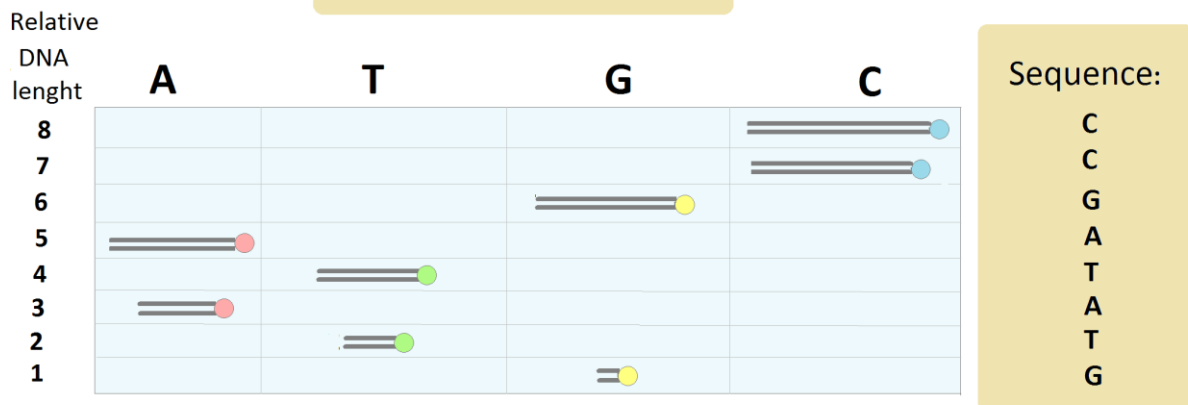 Relative
DNA
lenght
A T G C
Sequence:
8 C
7 C
6 G
5 A
4 T
3 A
2 T
1 G